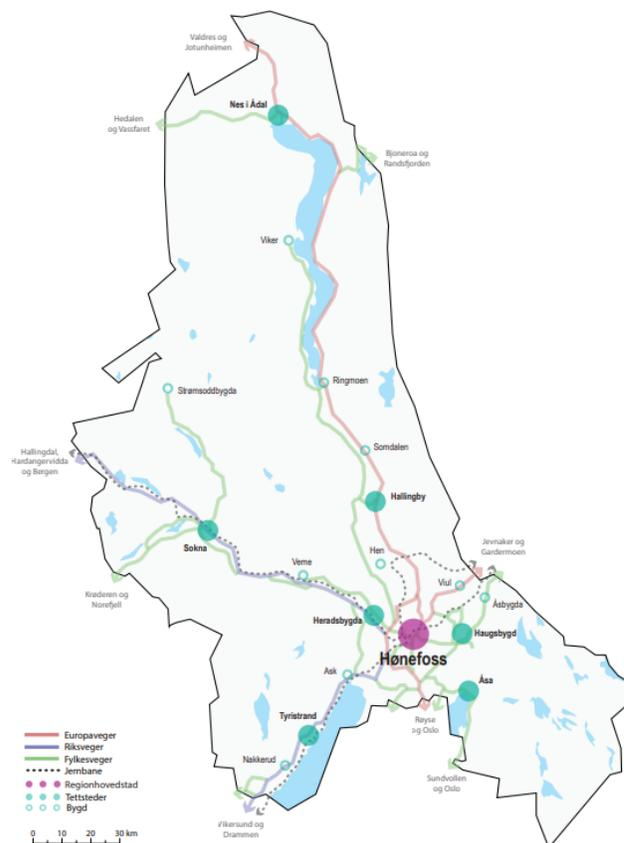 Valdres og
Jotunheimen
Nes i Ådal
Hedalen
og Vassfaret
Bjoneroa og
Randsfjorden
Viker
Ringmoen
Strømsoddbygda
Somdalen
Hallingdal,
Hardangervidda
og Bergen
Hallingby
Sokna
Hen
Jevnaker og
Gardermoen
Veme
Viul
Krøderen og
Norefjell
Åsbygda
Heradsbygda
Haugsbygd
Hønefoss
Ask
Åsa
Tyristrand
Røyse
og Oslo
Nakkerud
Sundvollen
og Oslo
Vikersund og
Drammen
Europaveger
Riksveger
Fylkesveger
Jernbane
Regionhovedstad
Tettsteder
Bygd
0 10 20 30 km